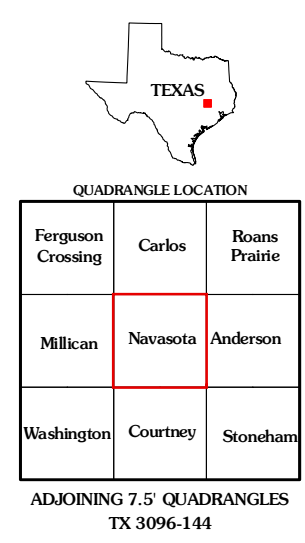 TEXAS
QUADRANGLE LOCATION
Ferguson Crossing
Carlos
Roans Prairie
Millican
Navasota
Anderson
Washington
Courtney
Stoneham
ADJOINING 7.5' QUADRANGLES
TX 3096-144